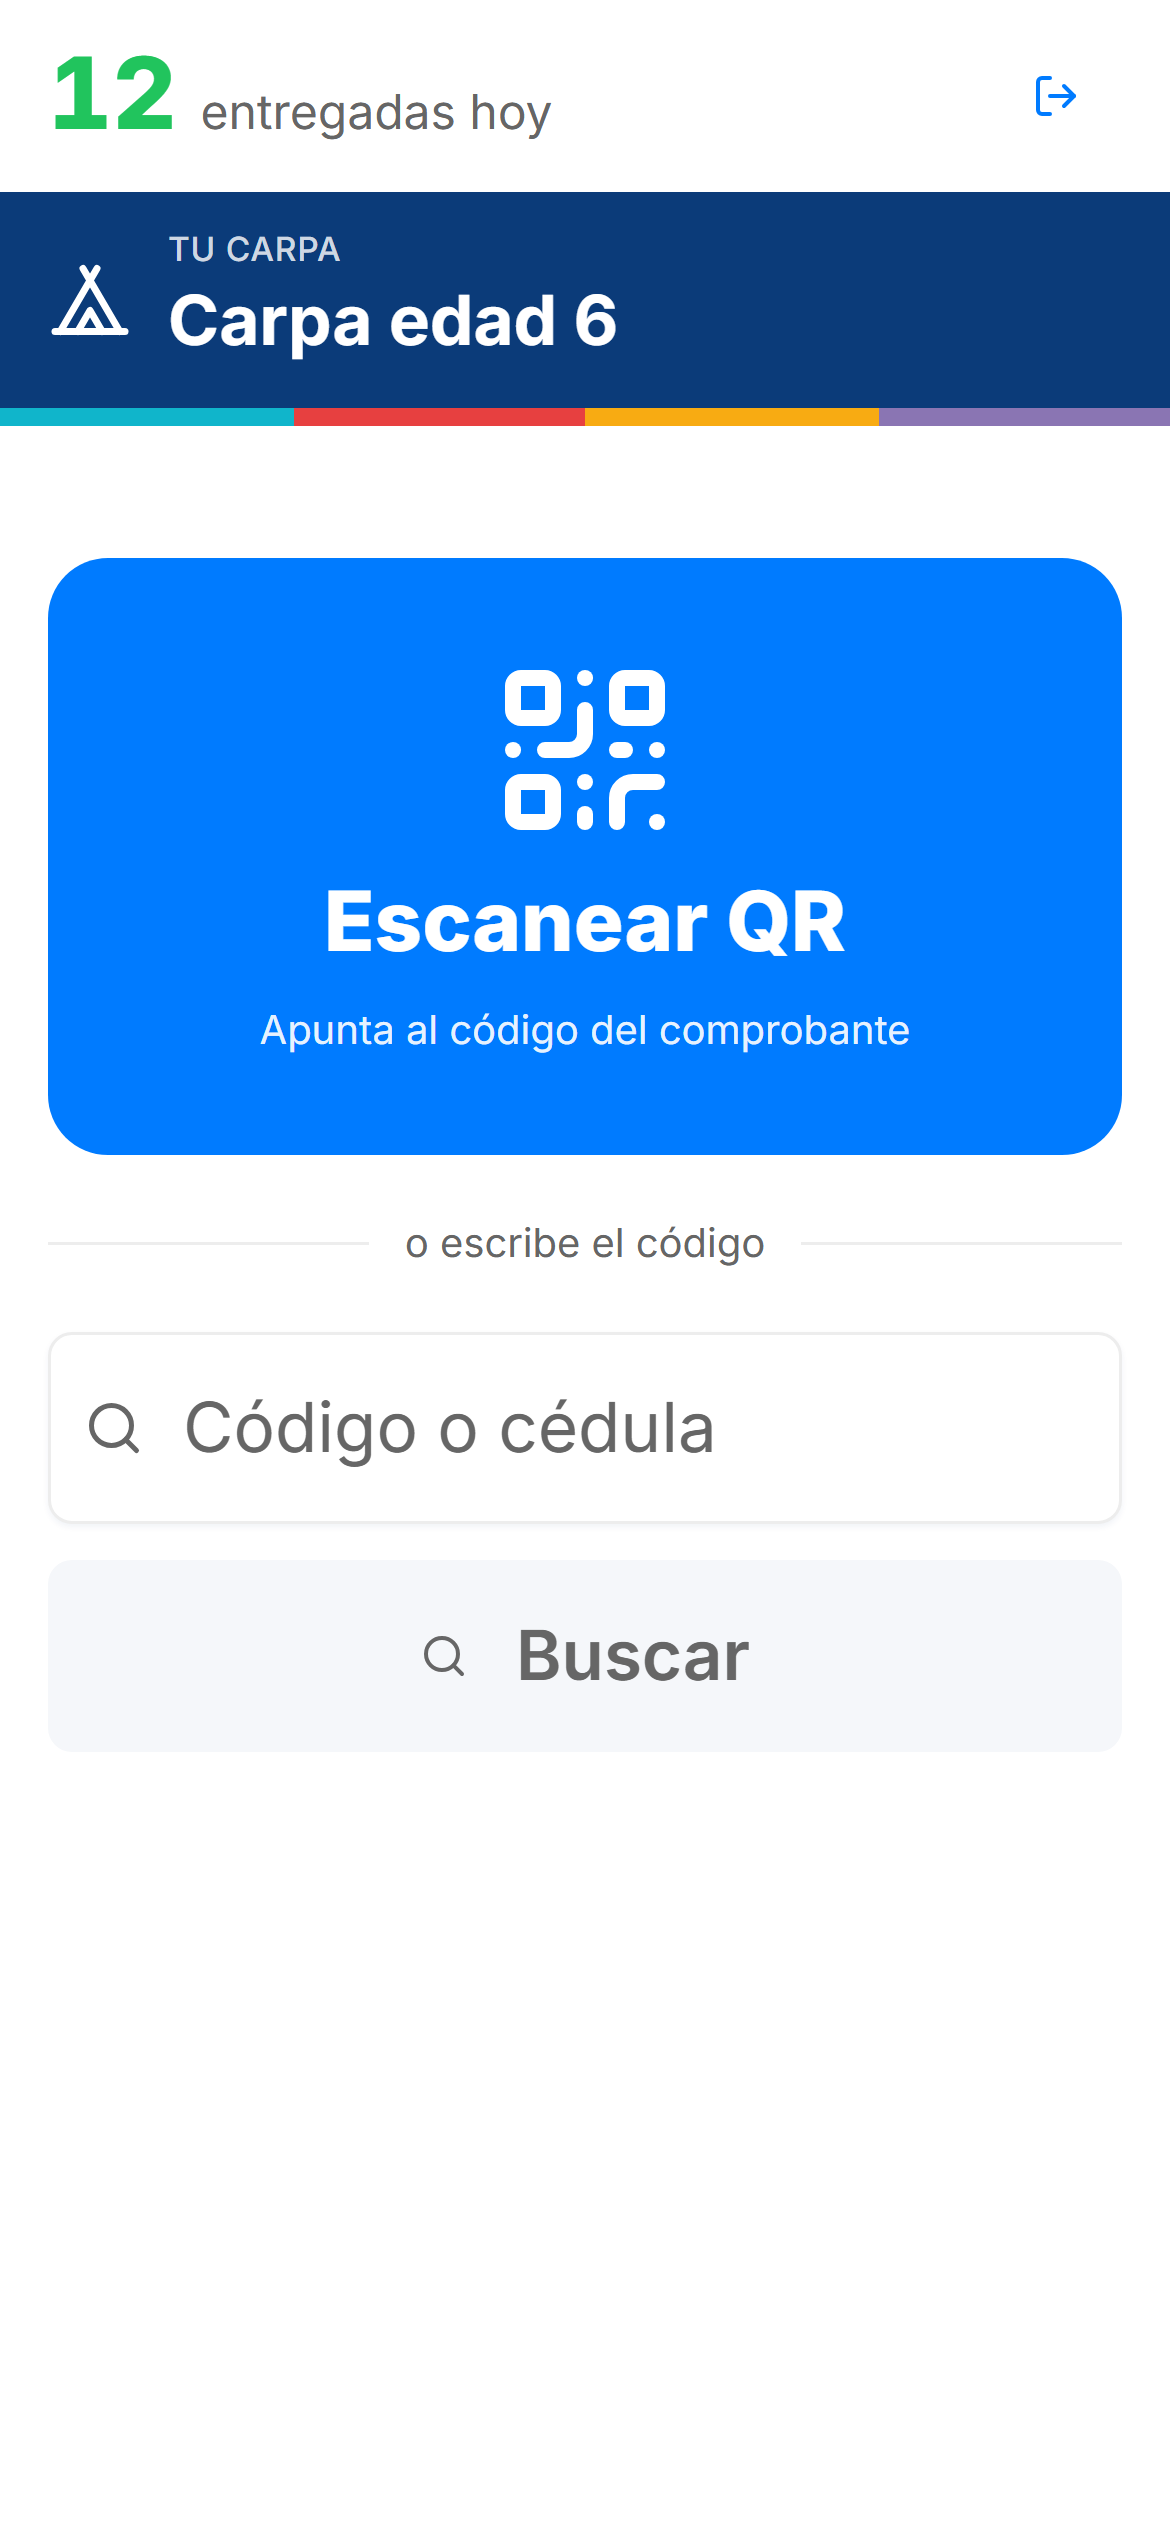 12 entregadas hoy
TU CARPA
Carpa edad 6
Escanear QR
Apunta al código del comprobante
o escribe el código
Código o cédula
Buscar